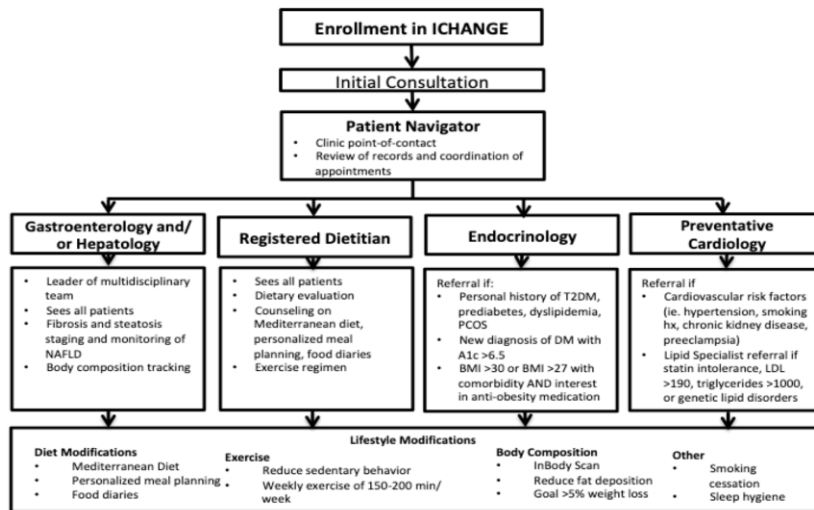 Enrollment in ICHANGE
Initial Consultation
Patient Navigator
• Clinic point-of-contact
• Review of records and coordination of
appointments
Gastroenterology and/
or Hepatology
• Leader of multidisciplinary
team
• Sees all patients
• Fibrosis and steatosis
staging and monitoring of
NAFLD
• Body composition tracking
Registered Dietitian
• Sees all patients
• Dietary evaluation
• Counseling on
Mediterranean diet,
personalized meal
planning, food diaries
• Exercise regimen
Endocrinology
Referral if:
• Personal history of T2DM,
prediabetes, dyslipidemia,
PCOS
• New diagnosis of DM with
A1c >6.5
• BMI >30 or BMI >27 with
comorbidity AND interest
in anti-obesity medication
Preventative
Cardiology
Referral if
• Cardiovascular risk factors
(ie. hypertension, smoking
hx, chronic kidney disease,
preeclampsia)
• Lipid Specialist referral if
statin intolerance, LDL
>190, triglycerides >1000,
or genetic lipid disorders
Lifestyle Modifications
Diet Modifications
• Mediterranean Diet
• Personalized meal planning
• Food diaries
Exercise
• Reduce sedentary behavior
• Weekly exercise of 150-200 min/
week
Body Composition
• InBody Scan
• Reduce fat deposition
• Goal >5% weight loss
Other
• Smoking
cessation
• Sleep hygiene